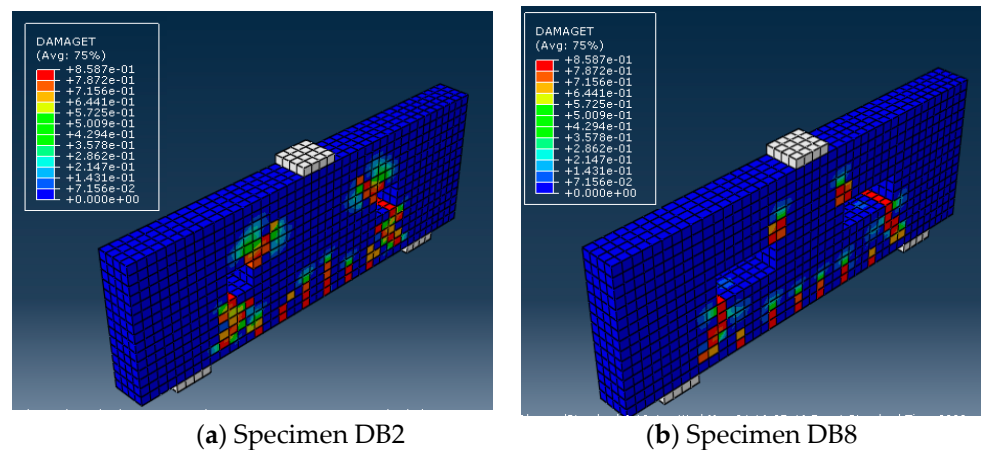 DAMAGET
(Avg: 75%)
+8.587e-01
+7.872e-01
+7.156e-01
+6.441e-01
+5.725e-01
+5.009e-01
+4.294e-01
+3.578e-01
+2.862e-01
+2.147e-01
+1.431e-01
+7.156e-02
+0.000e+00
DAMAGET
(Avg: 75%)
+8.587e-01
+7.872e-01
+7.156e-01
+6.441e-01
+5.725e-01
+5.009e-01
+4.294e-01
+3.578e-01
+2.862e-01
+2.147e-01
+1.431e-01
+7.156e-02
+0.000e+00
(a) Specimen DB2
(b) Specimen DB8